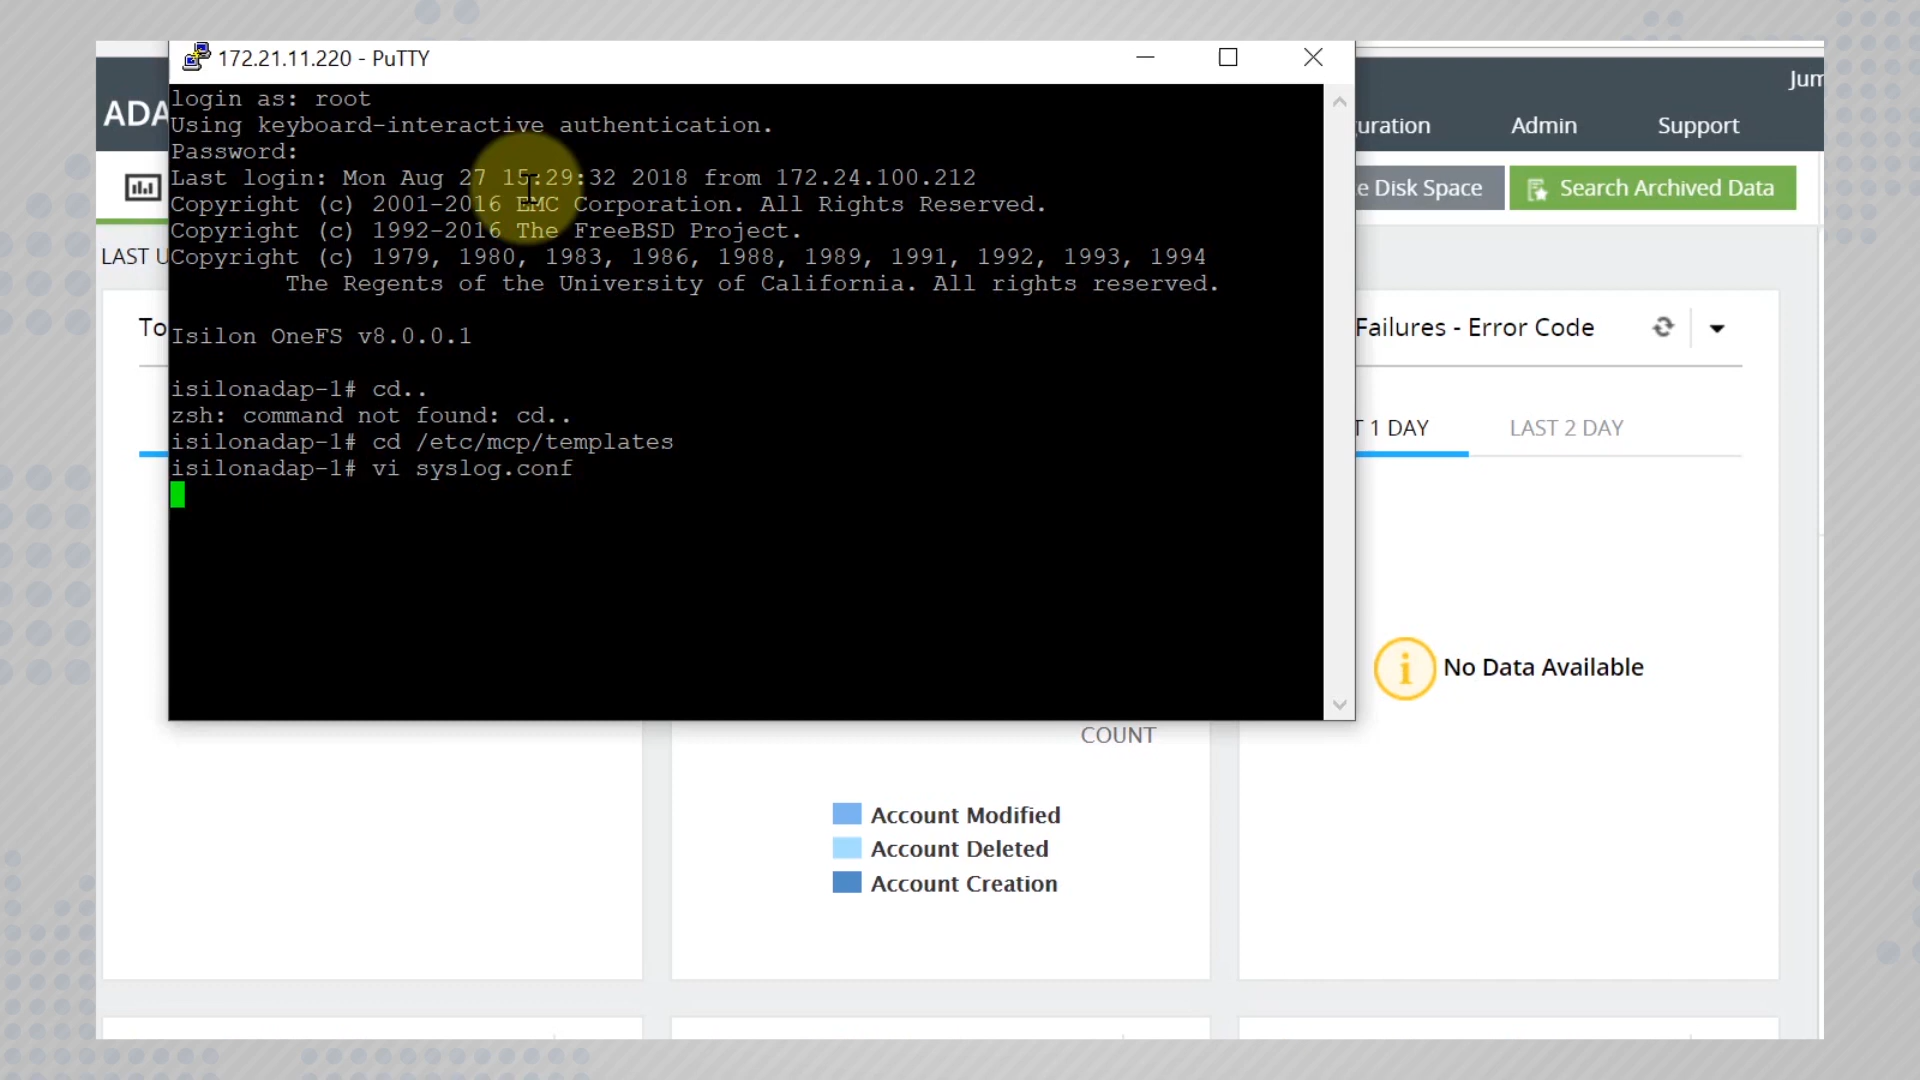 172.21.11.220 - PuTTY
login as: root
Using keyboard-interactive authentication.
Password:
Last login: Mon Aug 27 15:29:32 2018 from 172.24.100.212
Copyright (c) 2001-2016 EMC Corporation. All Rights Reserved.
Copyright (c) 1992-2016 The FreeBSD Project.
Copyright (c) 1979, 1980, 1983, 1986, 1988, 1989, 1991, 1992, 1993, 1994
The Regents of the University of California. All rights reserved.
Isilon OneFS v8.0.0.1
isilonadap-1# cd..
zsh: command not found: cd..
isilonadap-1# cd /etc/mcp/templates
isilonadap-1# vi syslog.conf
ADA
Jum
uration
Admin
Support
e Disk Space
Search Archived Data
LAST U
To
Failures - Error Code
T 1 DAY
LAST 2 DAY
No Data Available
COUNT
Account Modified
Account Deleted
Account Creation